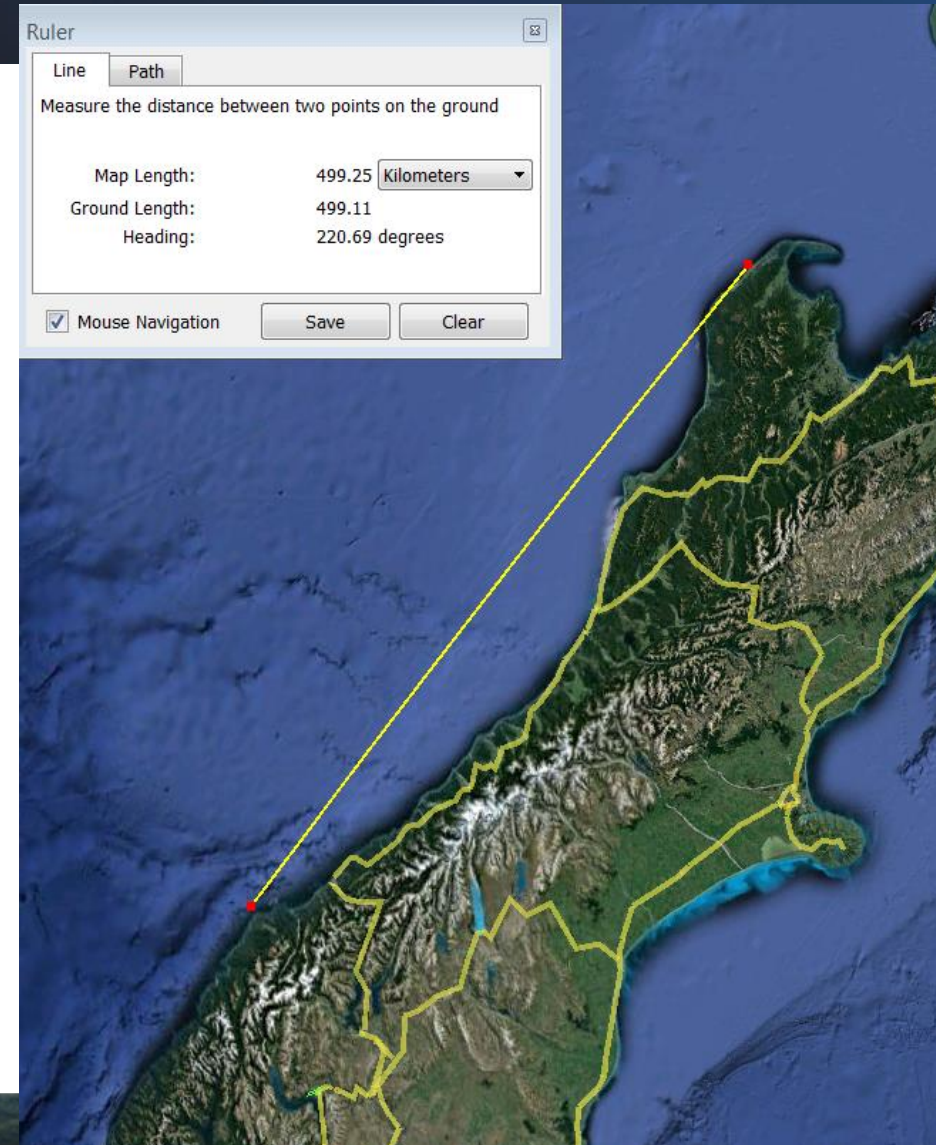 Ruler
Line Path
Measure the distance between two points on the ground
Map Length: 499.25 Kilometers
Ground Length: 499.11
Heading: 220.69 degrees
Mouse Navigation Save Clear